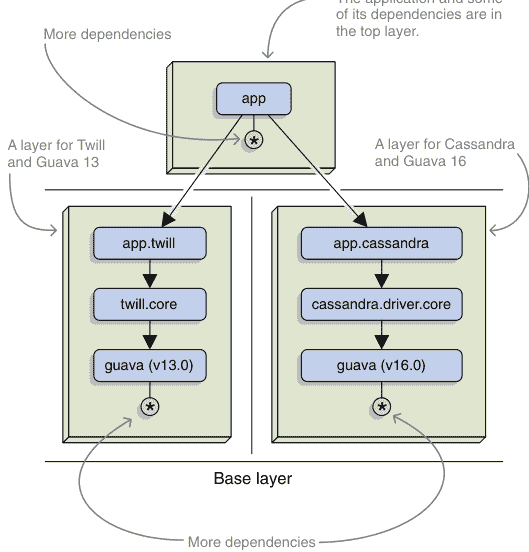 The application and some
of its dependencies are in
the top layer.
More dependencies
app
*
A layer for Twill
and Guava 13
A layer for Cassandra
and Guava 16
app.twill
twill.core
guava (v13.0)
*
app.cassandra
cassandra.driver.core
guava (v16.0)
*
Base layer
More dependencies